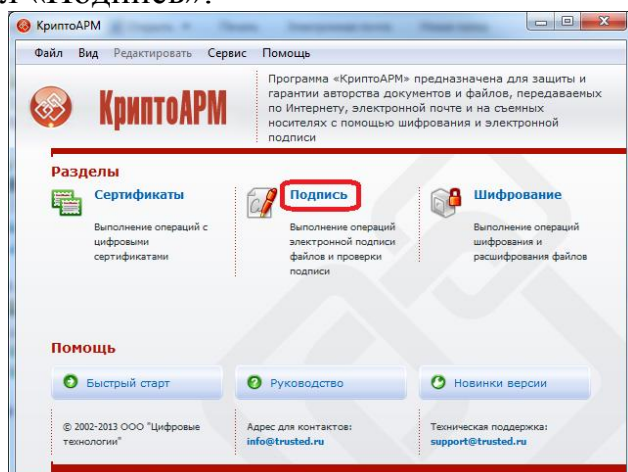 «Подпись».
КриптоАРМ
Файл Вид Редактировать Сервис Помощь
КриптоАРМ
Программа «КриптоАРМ» предназначена для защиты и
гарантии авторства документов и файлов, передаваемых
по Интернету, электронной почте и на съемных
носителях с помощью шифрования и электронной
подписи
Разделы
Сертификаты
Выполнение операций с
цифровыми
сертификатами
Подпись
Выполнение операций
электронной подписи
файлов и проверки
подписи
Шифрование
Выполнение операций
шифрования и
расшифрования файлов
Помощь
Быстрый старт
Руководство
Новинки версии
© 2002-2013 ООО "Цифровые
технологии"
Адрес для контактов:
info@trusted.ru
Техническая поддержка:
support@trusted.ru